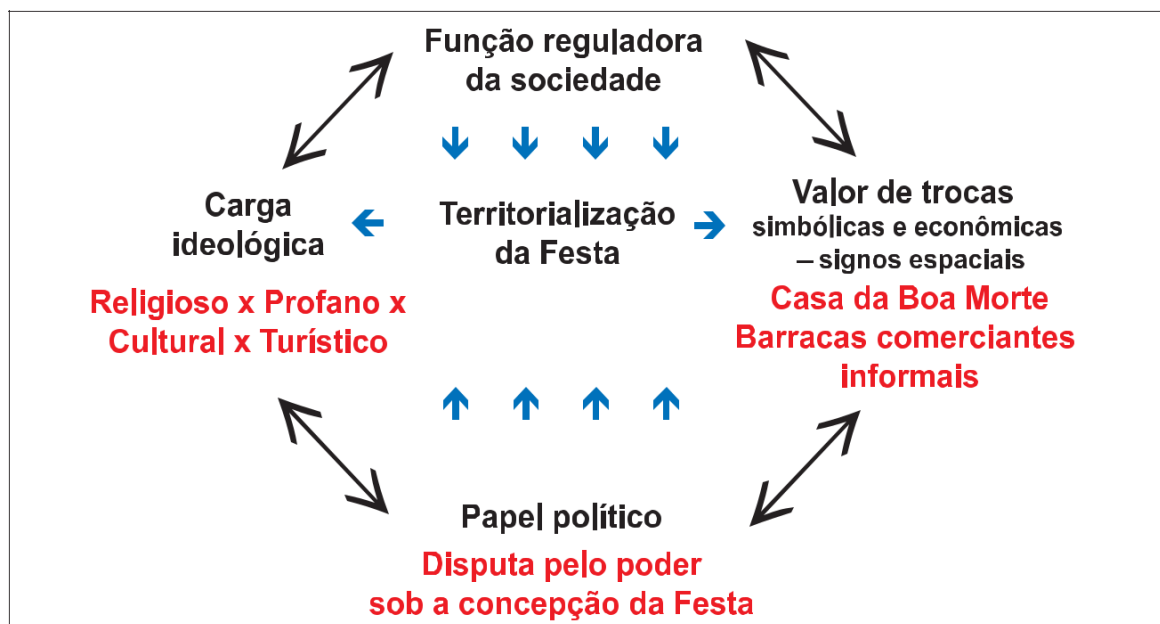 Função reguladora
da sociedade
Carga
ideológica
Religioso x Profano x
Cultural x Turístico
Territorialização
da Festa
Valor de trocas
simbólicas e econômicas
– signos espaciais
Casa da Boa Morte
Barracas comerciantes
informais
Papel político
Disputa pelo poder
sob a concepção da Festa